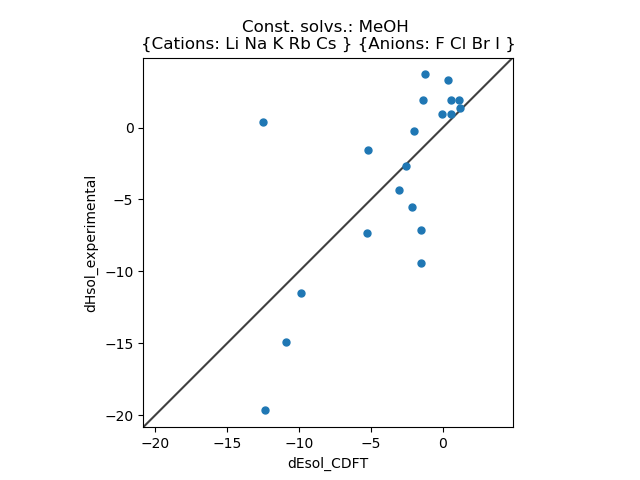 Const. solvs.: MeOH
{Cations: Li Na K Rb Cs } {Anions: F Cl Br I }
dHsol_experimental
0
−5
−10
−15
−20
−20
−15
−10
−5
0
dEsol_CDFT